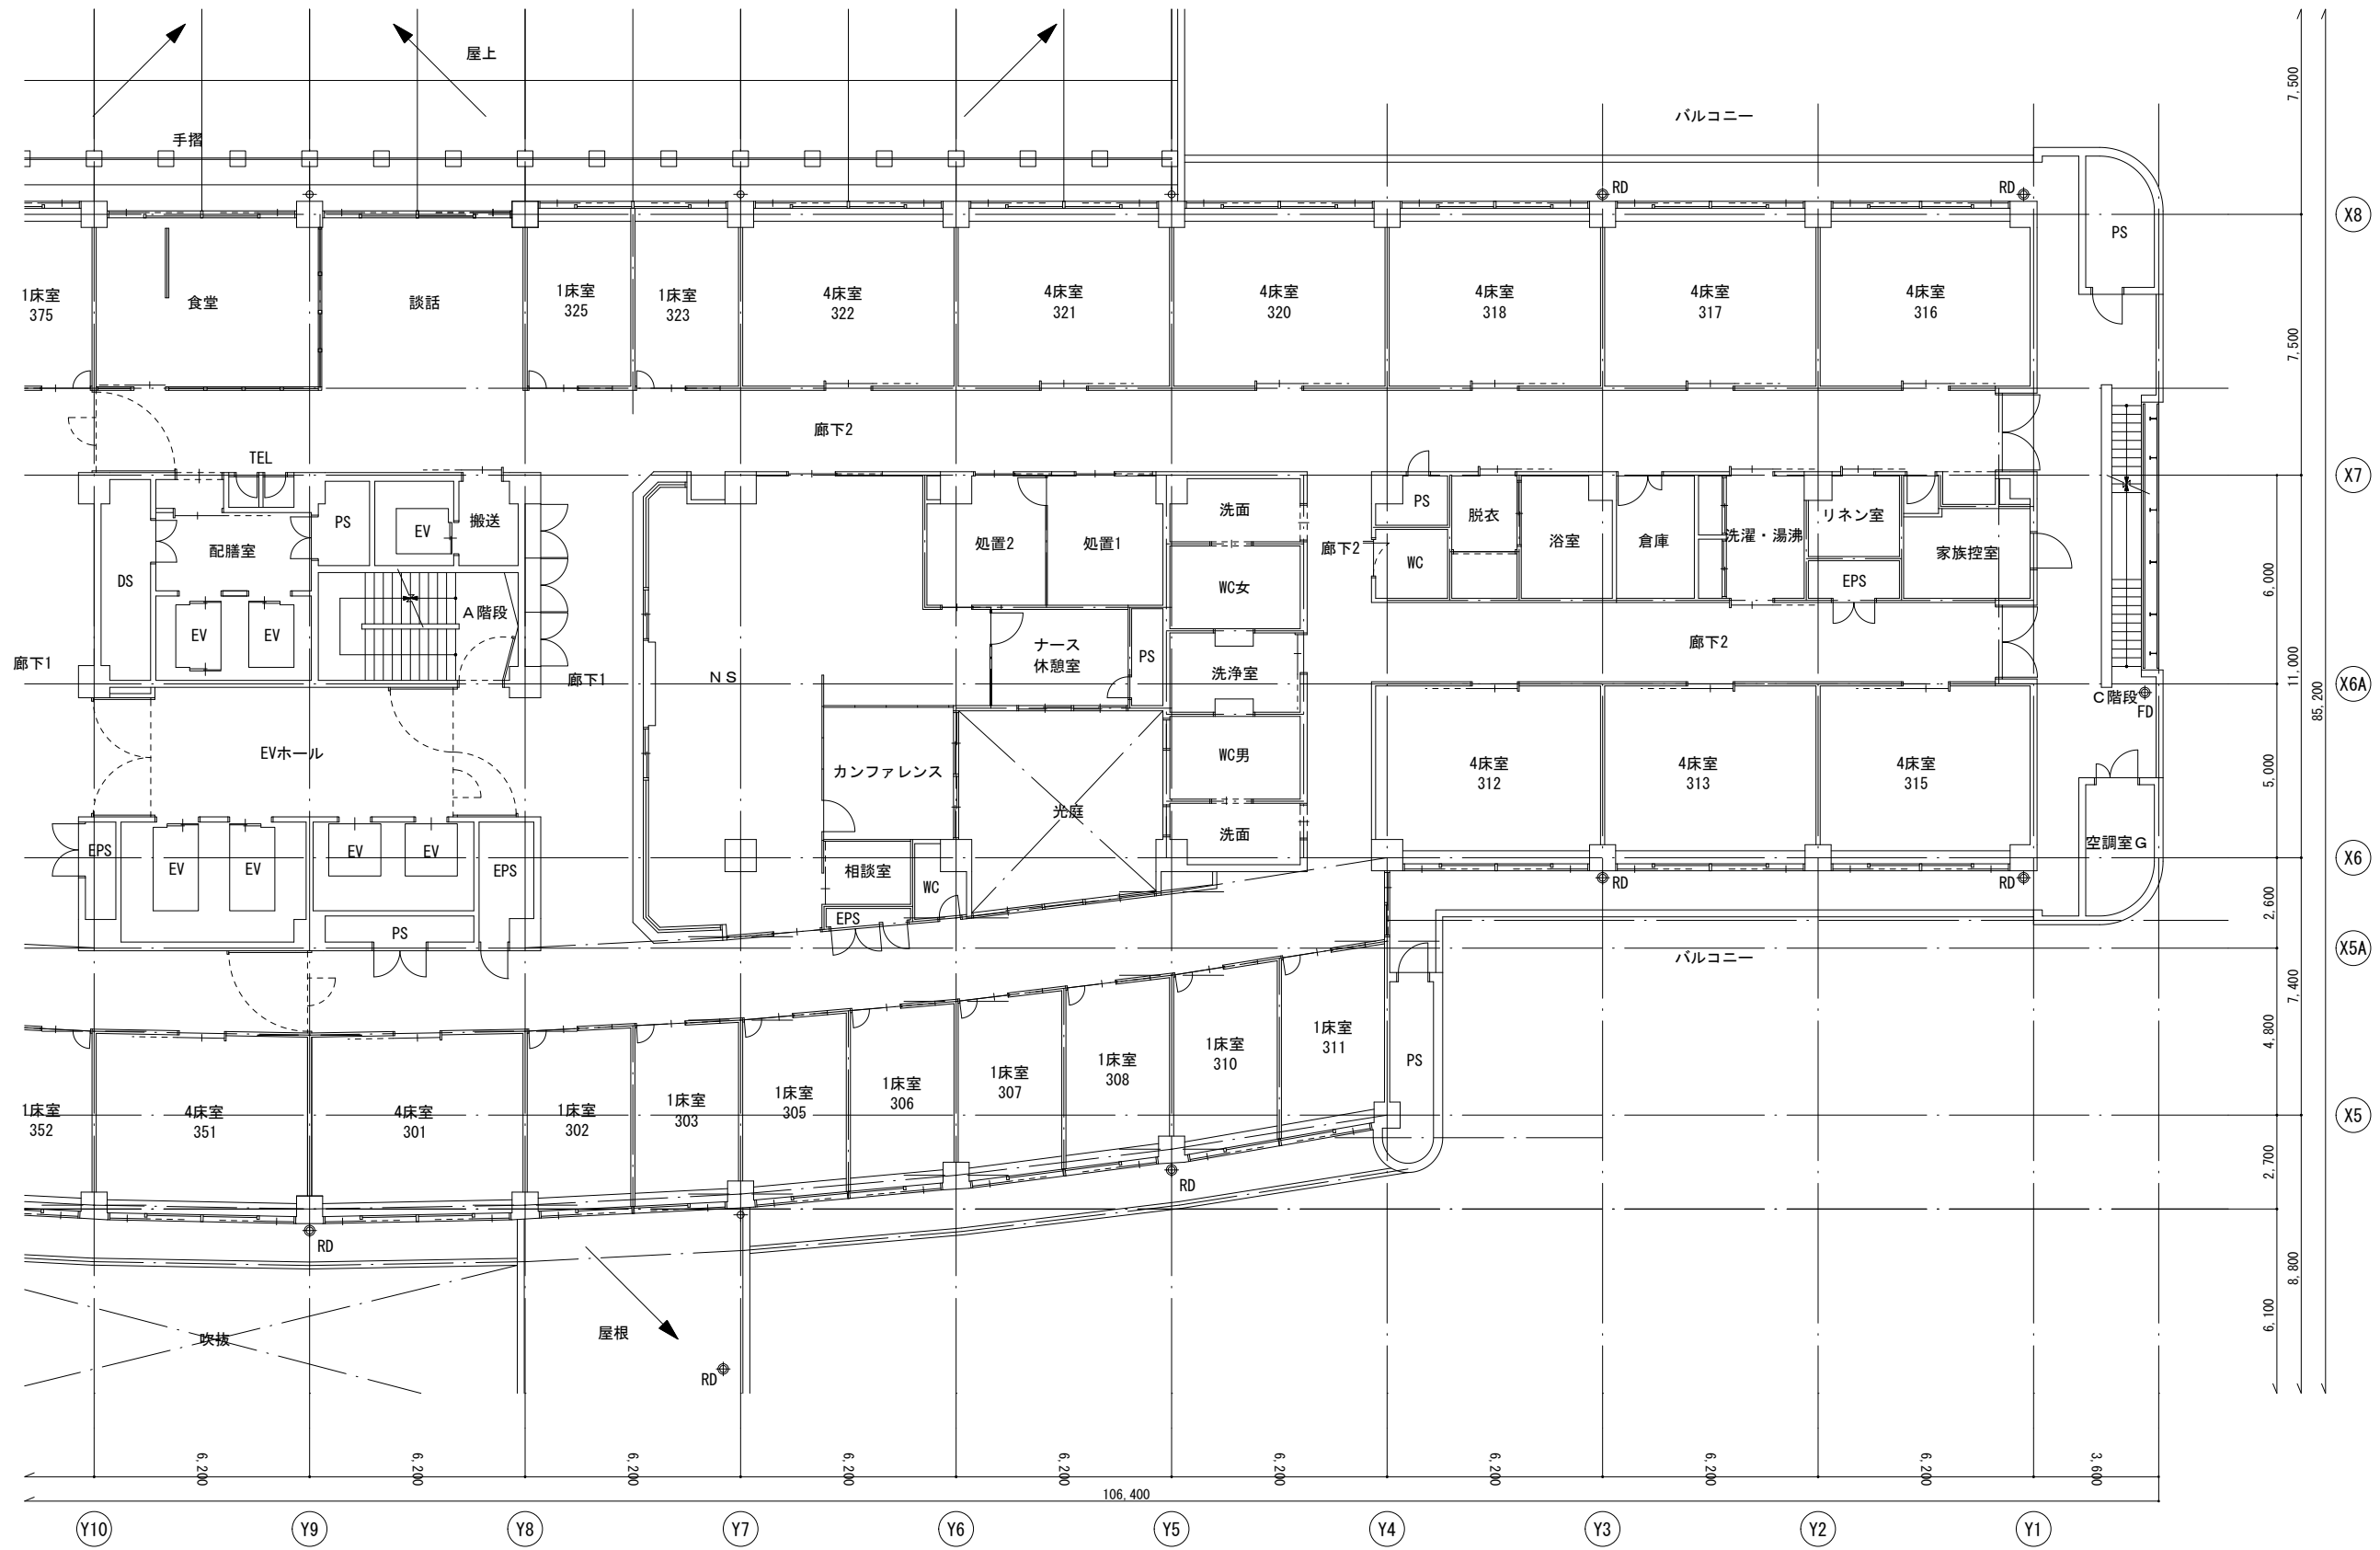 屋上
7,500
バルコニー
手摺
RD
RD
X8
PS
1床室
375
食堂
談話
1床室
325
1床室
323
4床室
322
4床室
321
4床室
320
4床室
318
4床室
317
4床室
316
7,500
廊下2
TEL
X7
PS
EV
搬送
配膳室
DS
処置2
処置1
洗面
廊下2
PS
脱衣
浴室
倉庫
洗濯・湯沸
リネン室
家族控室
WC
EPS
WC女
6,000
EV
EV
A階段
廊下1
廊下1
NS
ナース
休憩室
PS
洗浄室
廊下2
11,000
85,200
X6A
C階段
FD
EVホール
カンファレンス
WC男
4床室
312
4床室
313
4床室
315
5,000
光庭
洗面
空調室G
EPS
EV
EV
EV
EV
EPS
相談室
WC
X6
RD
RD
EPS
PS
2,600
X5A
バルコニー
7,400
4,800
1床室
352
4床室
351
4床室
301
1床室
302
1床室
303
1床室
305
1床室
306
1床室
307
1床室
308
1床室
310
1床室
311
PS
X5
2,700
RD
RD
8,800
6,100
吹抜
屋根
RD
6,200
6,200
6,200
6,200
6,200
6,200
6,200
6,200
6,200
3,600
106,400
Y10
Y9
Y8
Y7
Y6
Y5
Y4
Y3
Y2
Y1